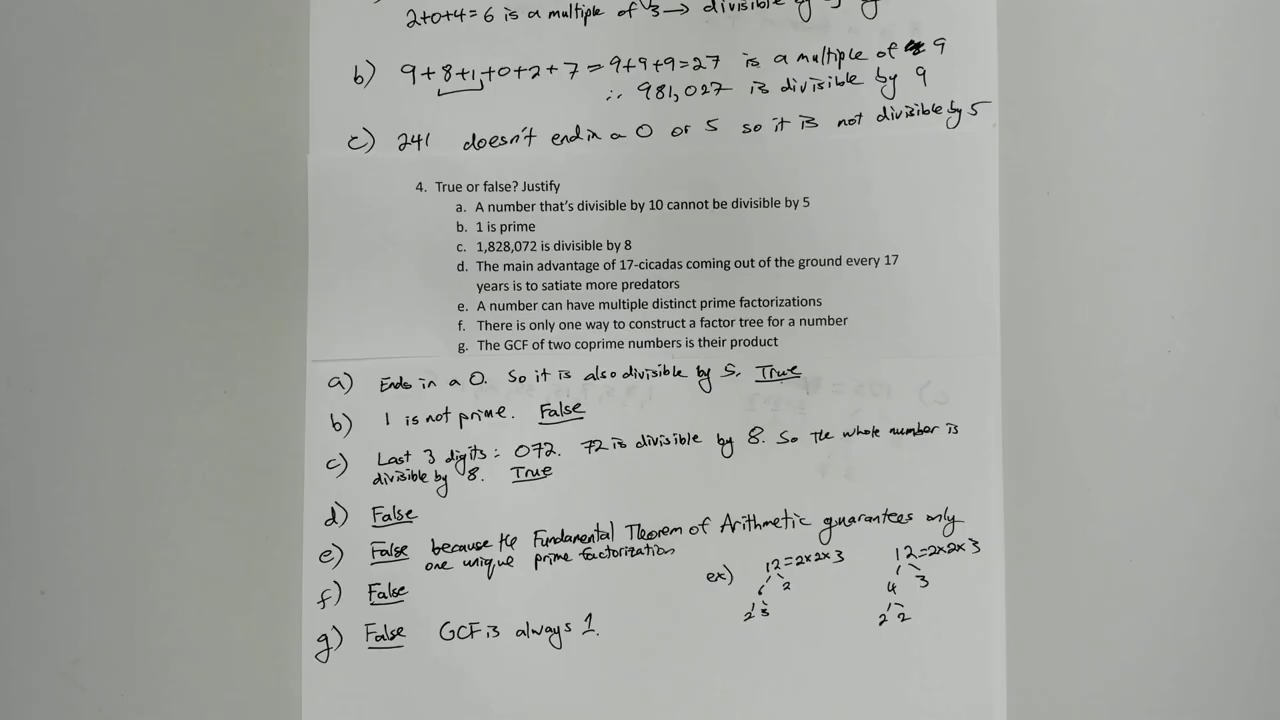 2+0+4=6 is a multiple of 3 → divisible by 3
b) 9+8+1+0+2+7=9+9+9=27 is a multiple of 9
∴ 981,027 is divisible by 9
c) 241 doesn't end in a 0 or 5 so it is not divisible by 5
4. True or false? Justify
a. A number that's divisible by 10 cannot be divisible by 5
b. 1 is prime
c. 1,828,072 is divisible by 8
d. The main advantage of 17-cicadas coming out of the ground every 17
years is to satiate more predators
e. A number can have multiple distinct prime factorizations
f. There is only one way to construct a factor tree for a number
g. The GCF of two coprime numbers is their product
a) Ends in a 0. So it is also divisible by 5. True
b) 1 is not prime. False
c) Last 3 digits: 072. 72 is divisible by 8. So the whole number is
divisible by 8. True
d) False
e) False because the Fundamental Theorem of Arithmetic guarantees only
one unique prime factorization
f) False
ex) 12=2x2x3 12=2x2x3
6 2 4 3
2 3 2 2
g) False GCF is always 1.